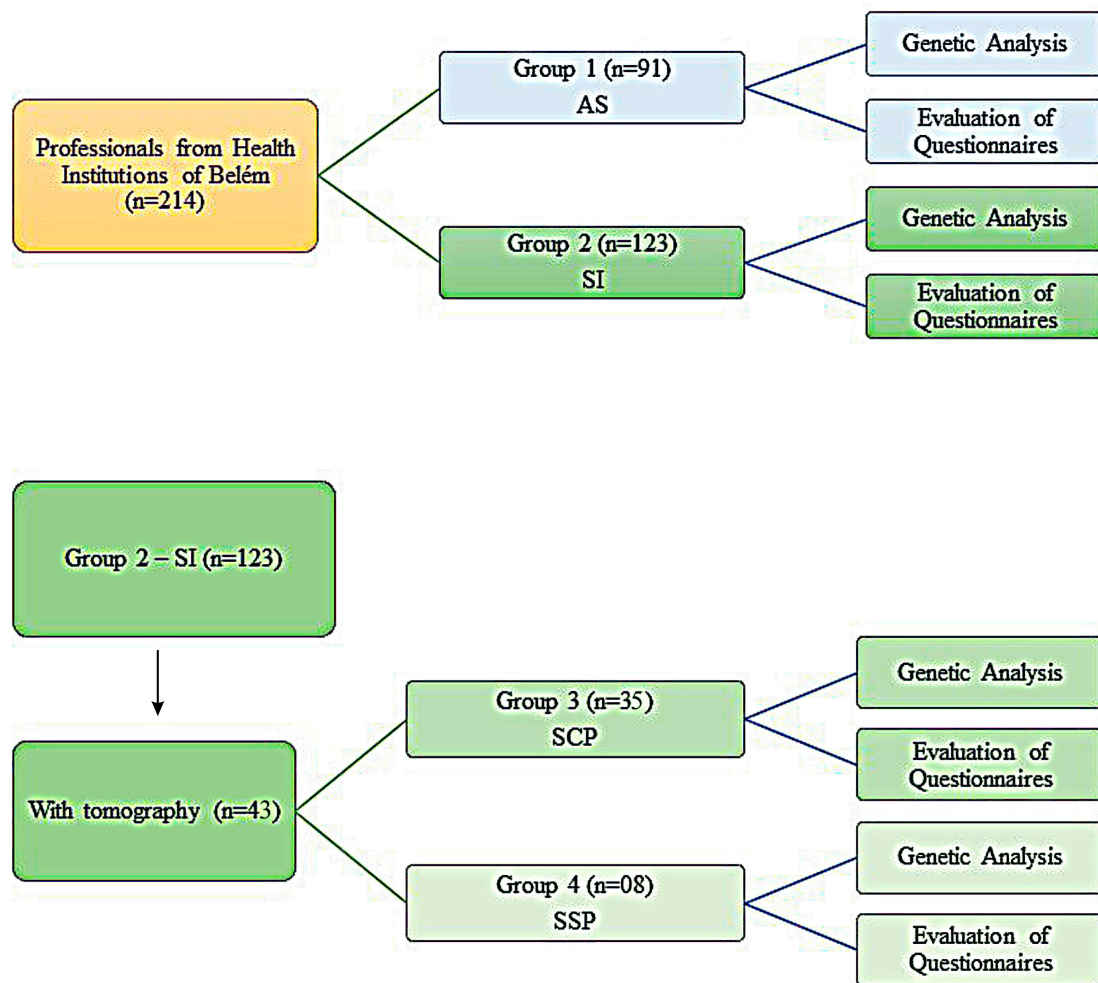 Professionals from Health
Institutions of Belém
(n=214)
Group 1 (n=91)
AS
Genetic Analysis
Evaluation of
Questionnaires
Group 2 (n=123)
SI
Genetic Analysis
Evaluation of
Questionnaires
Group 2 – SI (n=123)
With tomography (n=43)
Group 3 (n=35)
SCP
Genetic Analysis
Evaluation of
Questionnaires
Group 4 (n=08)
SSP
Genetic Analysis
Evaluation of
Questionnaires